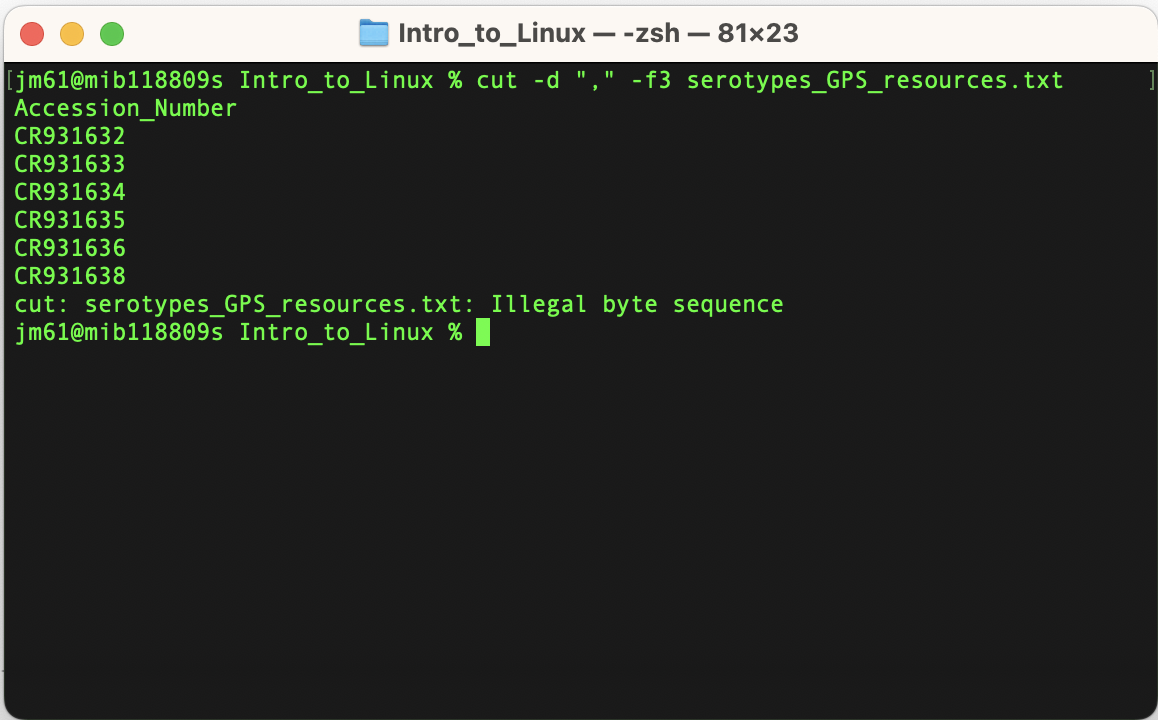 Intro_to_Linux — -zsh — 81×23
[jm61@mib118809s Intro_to_Linux % cut -d "," -f3 serotypes_GPS_resources.txt ]
Accession_Number
CR931632
CR931633
CR931634
CR931635
CR931636
CR931638
cut: serotypes_GPS_resources.txt: Illegal byte sequence
jm61@mib118809s Intro_to_Linux %